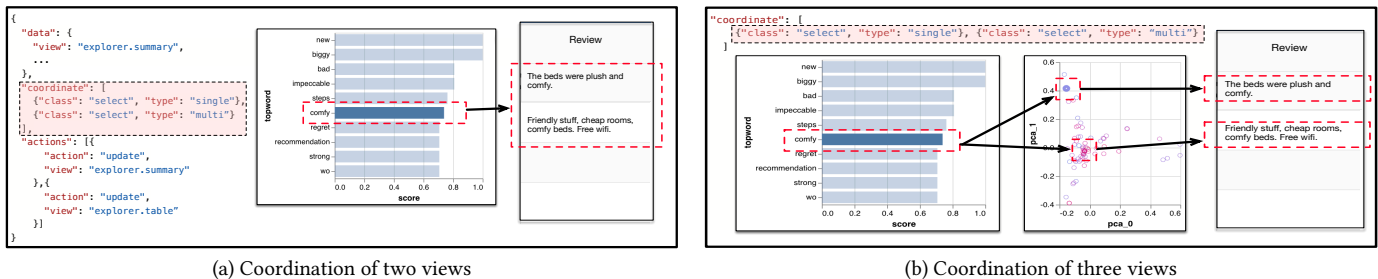 {
"data": {
"view": "explorer.summary",
...
},
"coordinate": [
{"class": "select", "type": "single"},
{"class": "select", "type": "multi"}
],
"actions": [{
"action": "update",
"view": "explorer.summary"
},{
"action": "update",
"view": "explorer.table"
}]
}
topword
new
biggy
bad
impeccable
steps
comfy
regret
recommendation
strong
wo
0.0 0.2 0.4 0.6 0.8 1.0
score
Review
The beds were plush and
comfy.
Friendly stuff, cheap rooms,
comfy beds. Free wifi.
(a) Coordination of two views
"coordinate": [
{"class": "select", "type": "single"}, {"class": "select", "type": "multi"}
]
topword
new
biggy
bad
impeccable
steps
comfy
regret
recommendation
strong
wo
0.0 0.2 0.4 0.6 0.8 1.0
score
pca_1
0.6
0.4
0.2
0.0
-0.2
-0.4
-0.2 0.0 0.2 0.4 0.6
pca_0
Review
The beds were plush and
comfy.
Friendly stuff, cheap rooms,
comfy beds. Free wifi.
(b) Coordination of three views